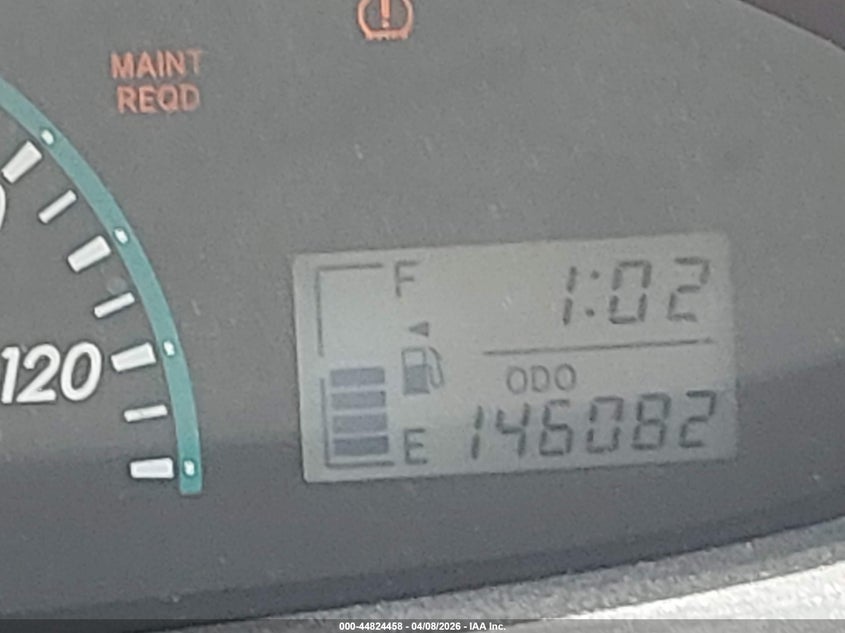 MAINT
REQD
F
1:02
120
ODO
E 146082
000-44824458 - 04/08/2026 - IAA Inc.